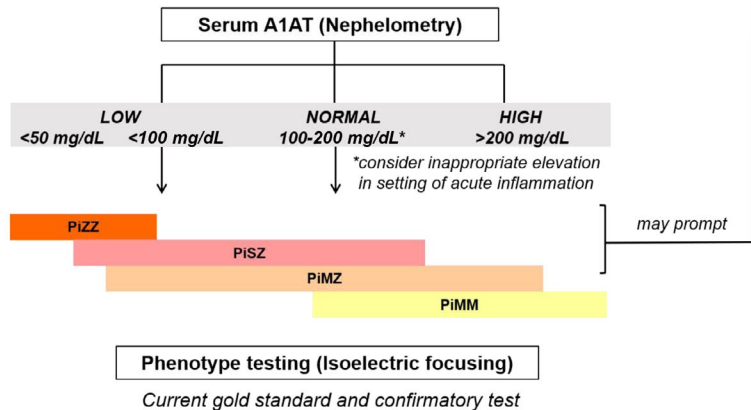 Serum A1AT (Nephelometry)
LOW
<50 mg/dL <100 mg/dL
NORMAL
100-200 mg/dL*
HIGH
>200 mg/dL
*consider inappropriate elevation
in setting of acute inflammation
PiZZ
PiSZ
PiMZ
PiMM
may prompt
Phenotype testing (Isoelectric focusing)
Current gold standard and confirmatory test